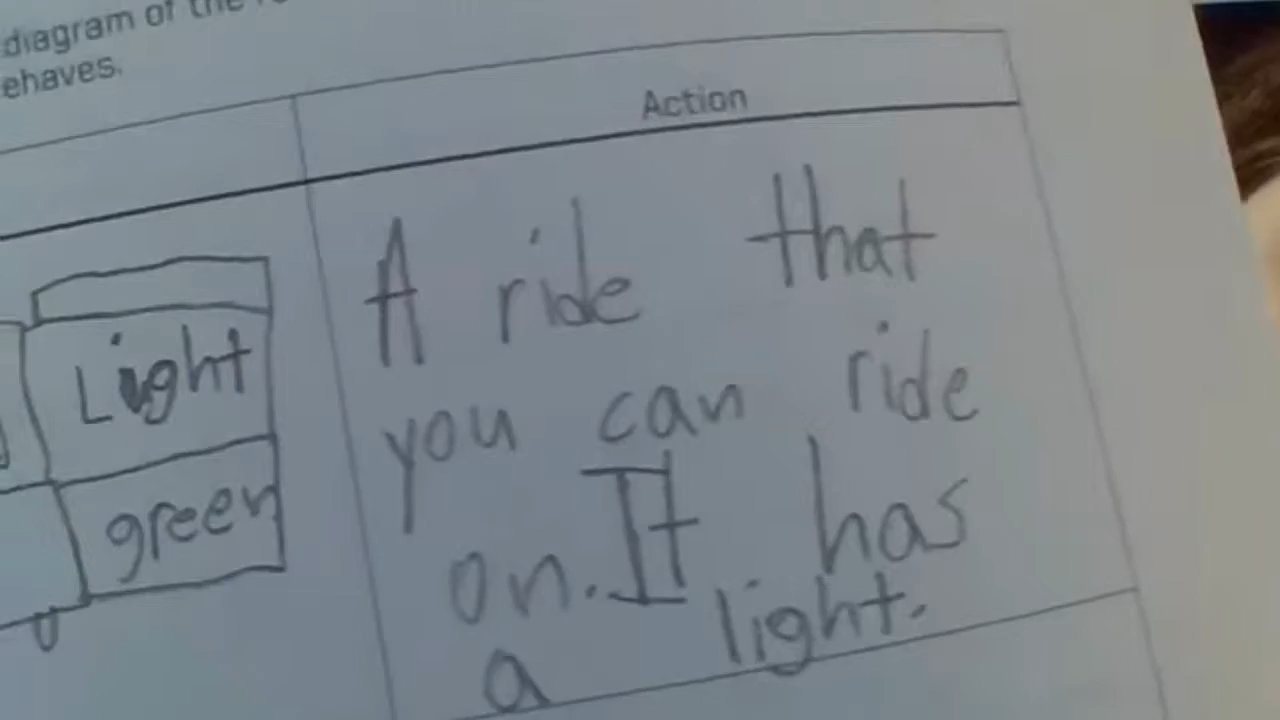 diagram of the
ehaves.
Action
Light
green
A ride that
you can ride
on. It has
a light.